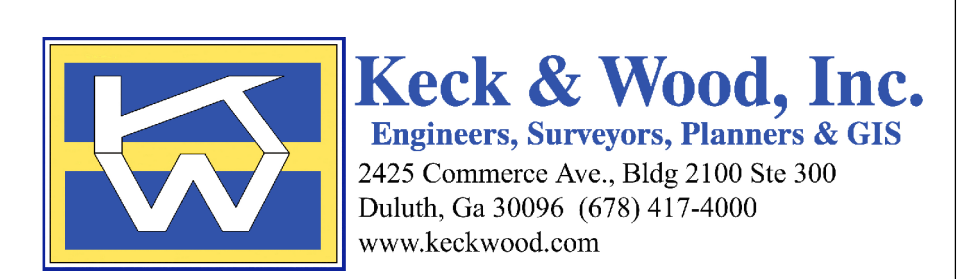 KW
Keck & Wood, Inc.
Engineers, Surveyors, Planners & GIS
2425 Commerce Ave., Bldg 2100 Ste 300
Duluth, Ga 30096 (678) 417-4000
www.keckwood.com